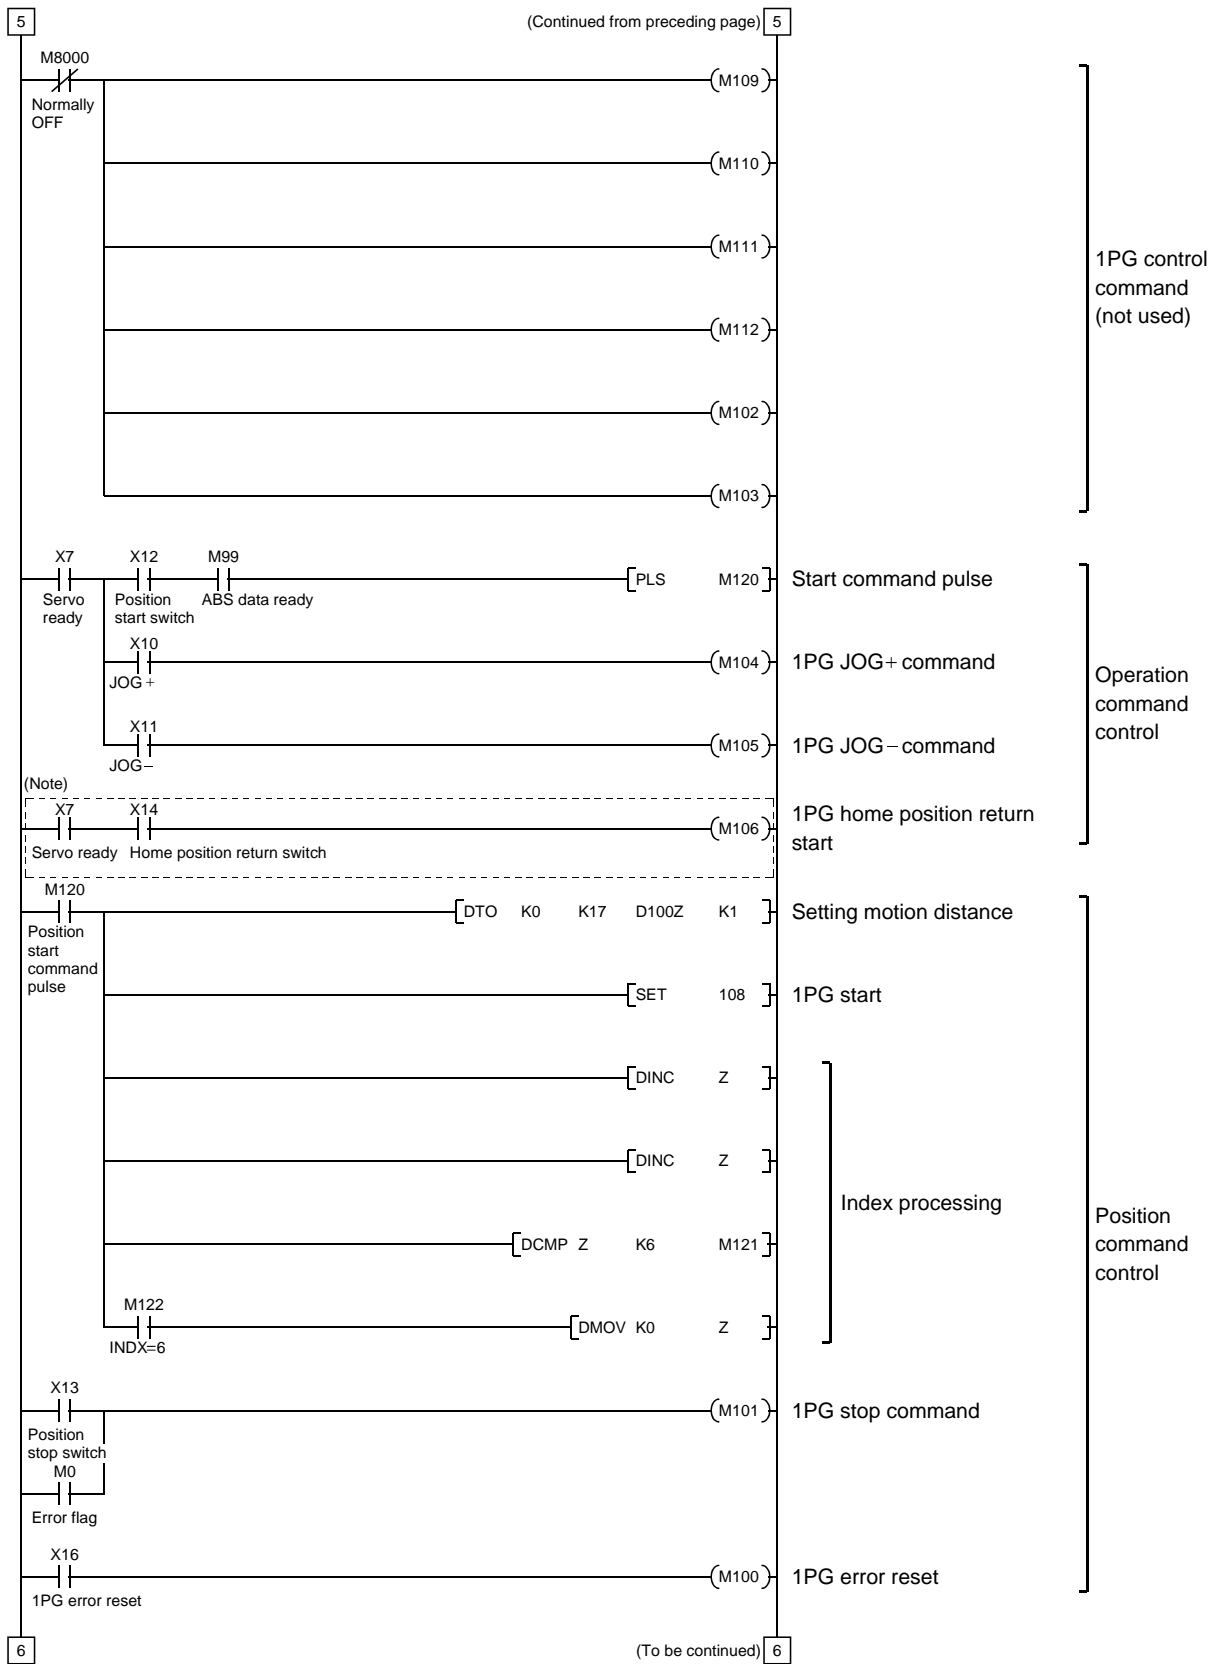 5 (Continued from preceding page) 5
M8000
(M109)
Normally
OFF
(M110)
(M111)
1PG control
command
(not used)
(M112)
(M102)
(M103)
X7 X12 M99
[PLS M120] Start command pulse
Servo
ready
Position
start switch
ABS data ready
X10
(M104) 1PG JOG+ command
JOG+
Operation
command
control
X11
(M105) 1PG JOG− command
JOG−
(Note)
X7 X14
(M106) 1PG home position return
start
Servo ready Home position return switch
M120
[DTO K0 K17 D100Z K1] Setting motion distance
Position
start
command
pulse
[SET 108] 1PG start
[DINC Z]
[DINC Z]
Index processing
Position
command
control
[DCMP Z K6 M121]
M122
[DMOV K0 Z]
INDX=6
X13
(M101) 1PG stop command
Position
stop switch
M0
Error flag
X16
(M100) 1PG error reset
1PG error reset
6 (To be continued) 6